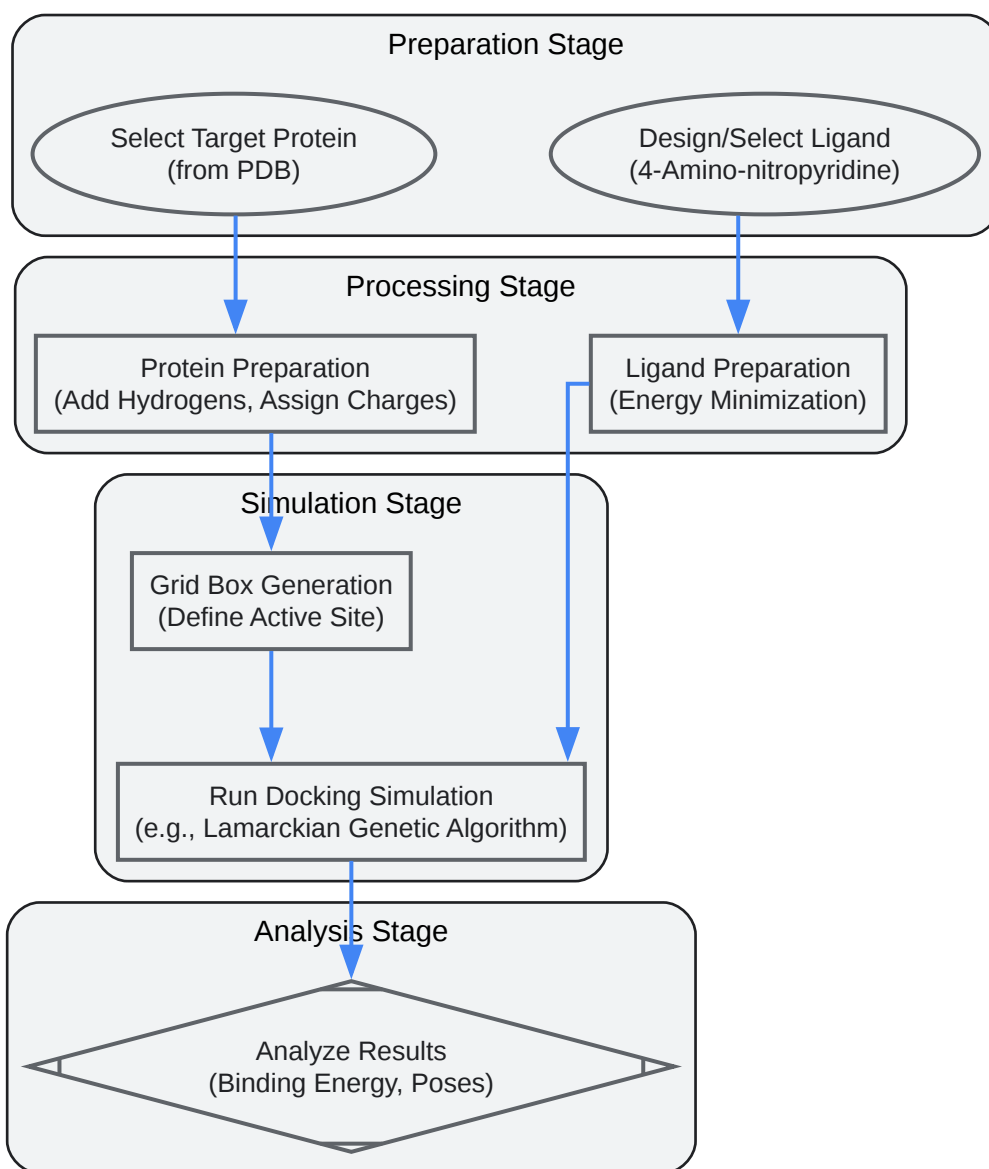 Preparation Stage
Select Target Protein
(from PDB)
Design/Select Ligand
(4-Amino-nitropyridine)
Processing Stage
Protein Preparation
(Add Hydrogens, Assign Charges)
Ligand Preparation
(Energy Minimization)
Simulation Stage
Grid Box Generation
(Define Active Site)
Run Docking Simulation
(e.g., Lamarckian Genetic Algorithm)
Analysis Stage
Analyze Results
(Binding Energy, Poses)